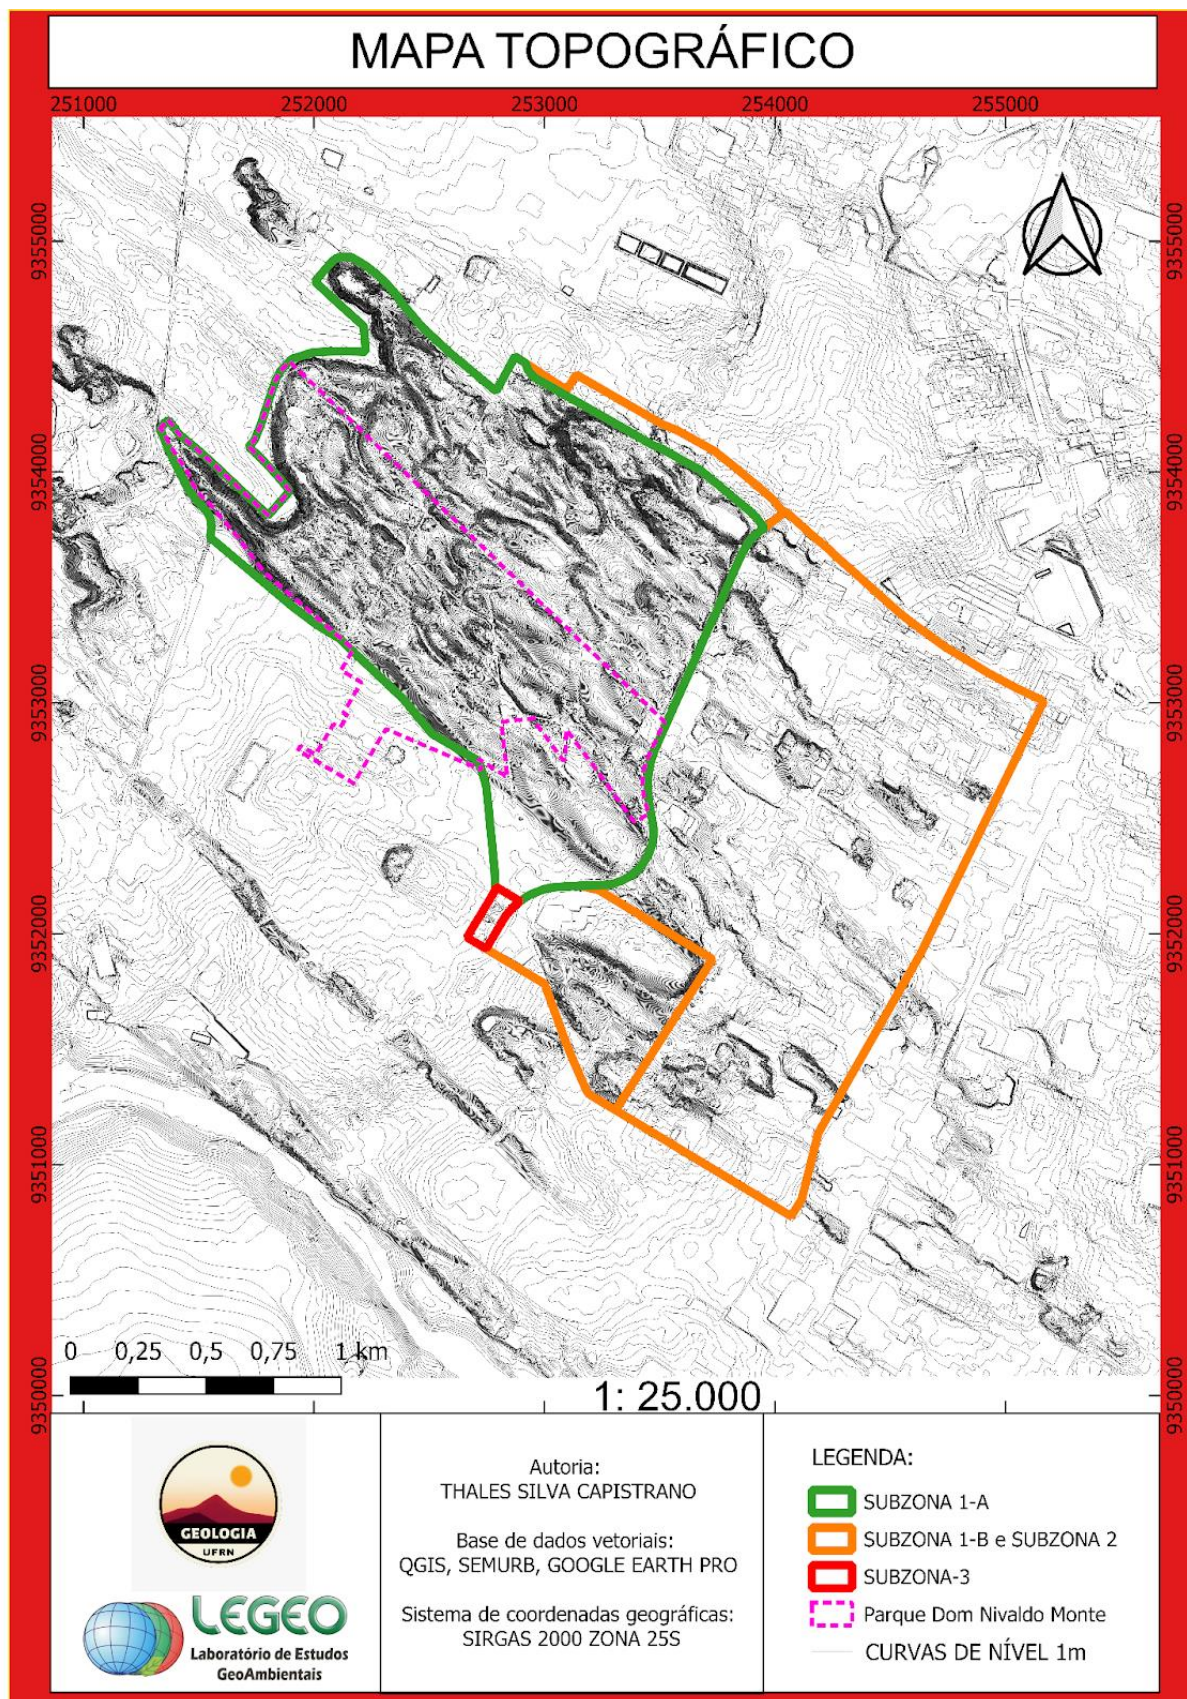 MAPA TOPOGRÁFICO
251000 252000 253000 254000 255000
9355000 9355000
9354000 9354000
9353000 9353000
9352000 9352000
9351000 9351000
9350000 9350000
0 0,25 0,5 0,75 1 km
1: 25.000
GEOLOGIA
UFRN
LEGEO
Laboratório de Estudos
GeoAmbientais
Autoria:
THALES SILVA CAPISTRANO
Base de dados vetoriais:
QGIS, SEMURB, GOOGLE EARTH PRO
Sistema de coordenadas geográficas:
SIRGAS 2000 ZONA 25S
LEGENDA:
SUBZONA 1-A
SUBZONA 1-B e SUBZONA 2
SUBZONA-3
Parque Dom Nivaldo Monte
CURVAS DE NÍVEL 1m